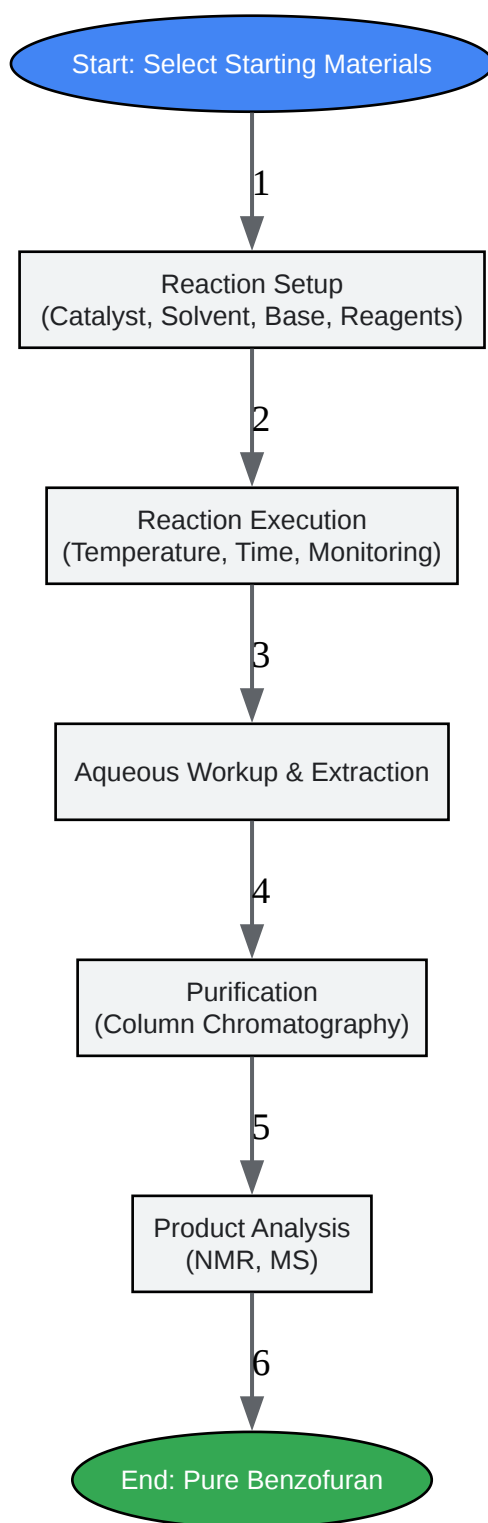 Start: Select Starting Materials
1
Reaction Setup
(Catalyst, Solvent, Base, Reagents)
2
Reaction Execution
(Temperature, Time, Monitoring)
3
Aqueous Workup & Extraction
4
Purification
(Column Chromatography)
5
Product Analysis
(NMR, MS)
6
End: Pure Benzofuran